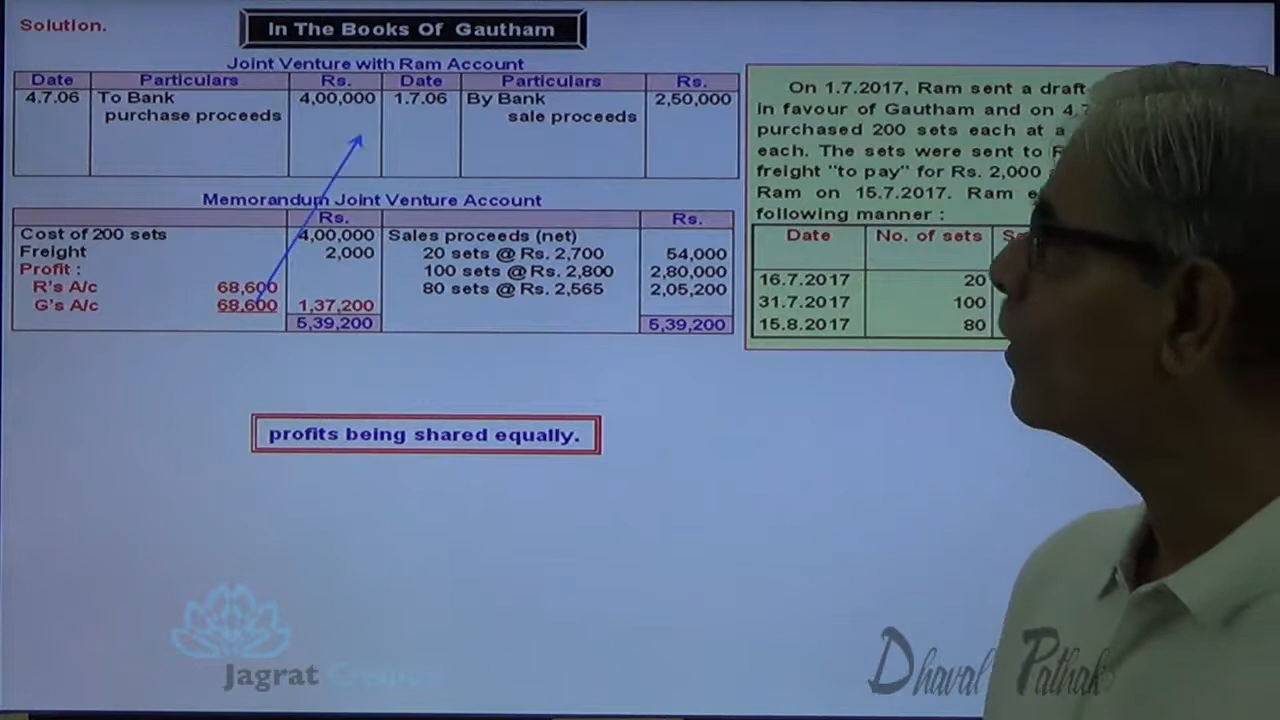 Solution.
In The Books Of Gautham
Joint Venture with Ram Account
Date Particulars Rs. Date Particulars Rs.
4.7.06 To Bank 4,00,000 1.7.06 By Bank 2,50,000
purchase proceeds sale proceeds
Memorandum Joint Venture Account
Rs. Rs.
Cost of 200 sets 4,00,000 Sales proceeds (net)
Freight 2,000 20 sets @ Rs. 2,700 54,000
Profit : 100 sets @ Rs. 2,800 2,80,000
R's A/c 68,600 80 sets @ Rs. 2,565 2,05,200
G's A/c 68,600 1,37,200
5,39,200 5,39,200
profits being shared equally.
On 1.7.2017, Ram sent a draft
in favour of Gautham and on
purchased 200 sets each at a
each. The sets were sent to
freight "to pay" for Rs. 2,000
Ram on 15.7.2017. Ram
following manner :
Date No. of sets
16.7.2017 20
31.7.2017 100
15.8.2017 80
Jagrat
Dhaval Pathak